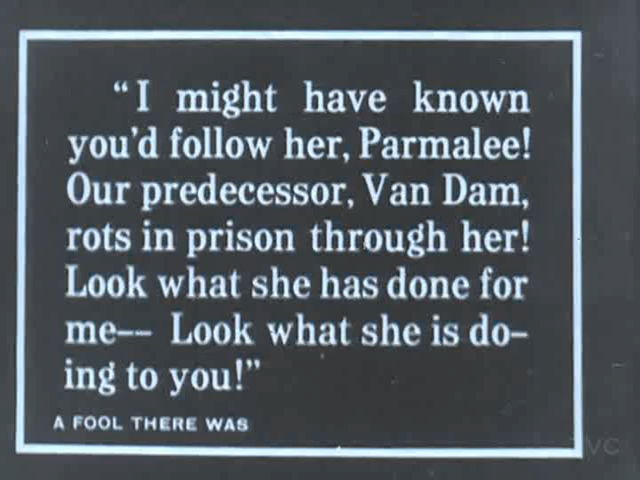 “I might have known
you'd follow her, Parmalee!
Our predecessor, Van Dam,
rots in prison through her!
Look what she has done for
me-- Look what she is do-
ing to you!”
A FOOL THERE WAS
VC